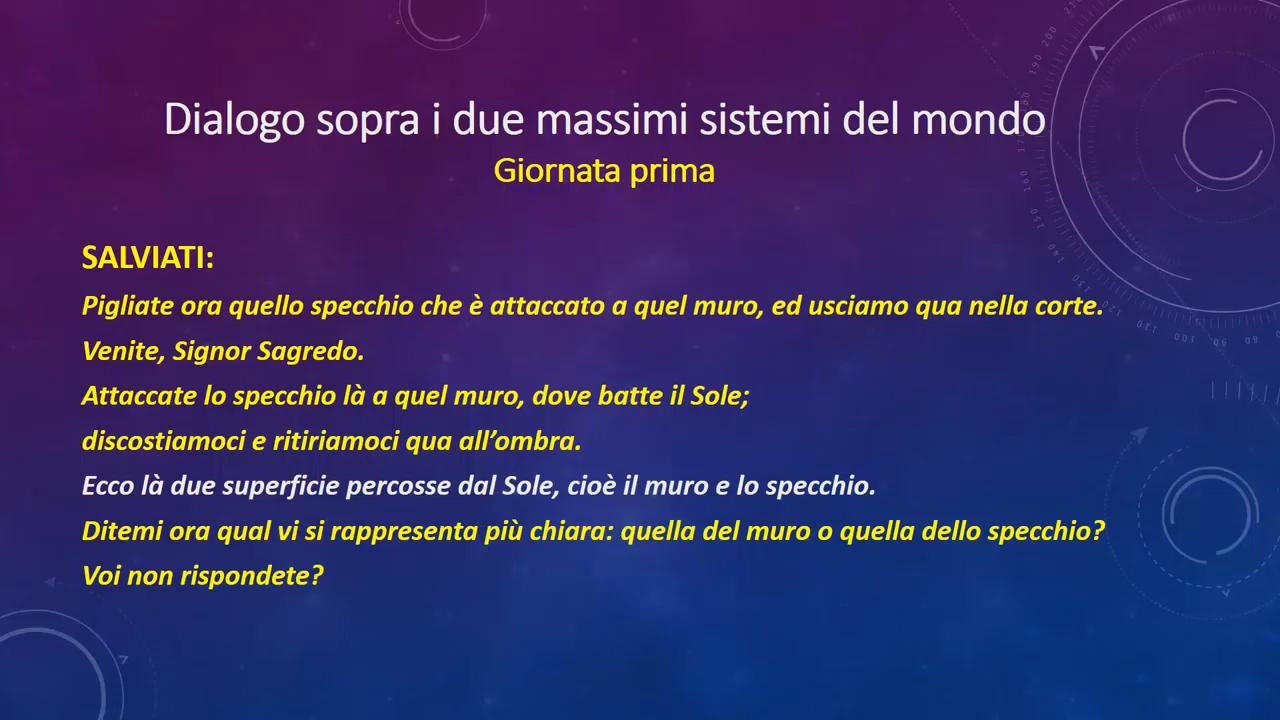 Dialogo sopra i due massimi sistemi del mondo
Giornata prima
SALVIATI:
Pigliate ora quello specchio che è attaccato a quel muro, ed usciamo qua nella corte.
Venite, Signor Sagredo.
Attaccate lo specchio là a quel muro, dove batte il Sole;
discostiamoci e ritiriamoci qua all’ombra.
Ecco là due superficie percosse dal Sole, cioè il muro e lo specchio.
Ditemi ora qual vi si rappresenta più chiara: quella del muro o quella dello specchio?
Voi non rispondete?